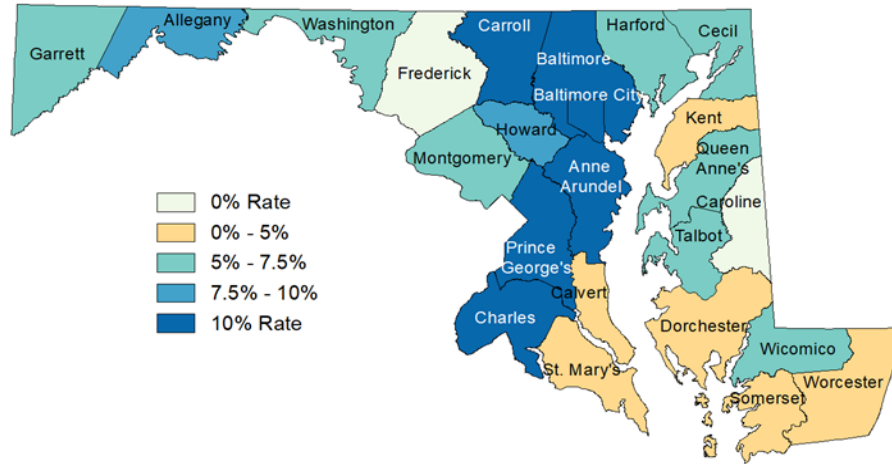 Garrett
Allegany
Washington
Frederick
Carroll
Baltimore
Baltimore City
Harford
Cecil
Kent
Howard
Montgomery
Anne
Arundel
Queen
Anne's
Caroline
Talbot
Prince
George's
Calvert
Charles
St. Mary's
Dorchester
Wicomico
Somerset
Worcester
0% Rate
0% - 5%
5% - 7.5%
7.5% - 10%
10% Rate